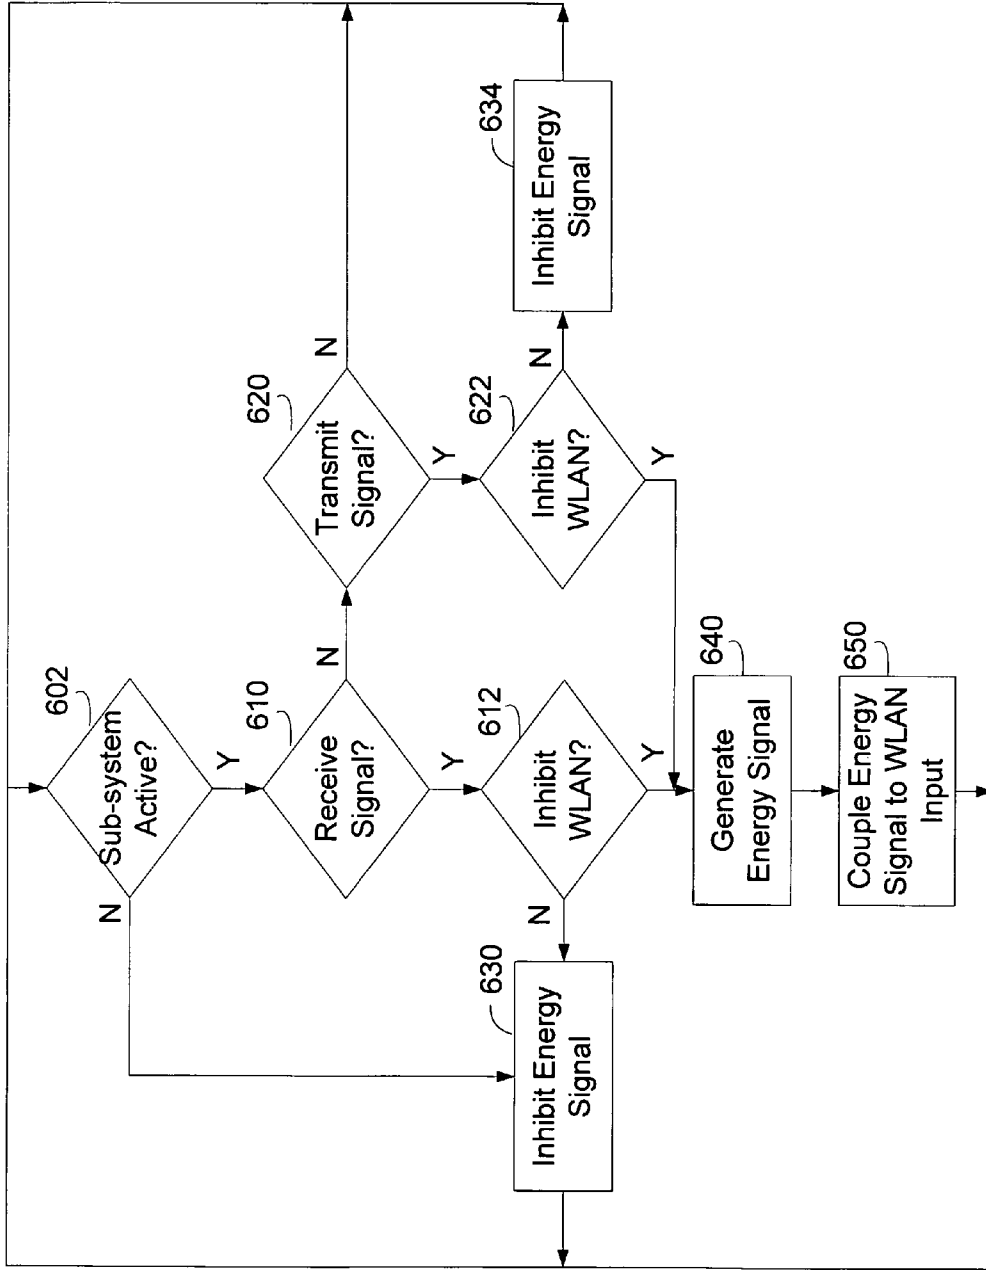 602
Sub-system
Active?
N
Y
610
Receive
Signal?
N
Y
620
Transmit
Signal?
N
Y
612
Inhibit
WLAN?
N
Y
622
Inhibit
WLAN?
N
Y
630
Inhibit Energy
Signal
634
Inhibit Energy
Signal
640
Generate
Energy Signal
650
Couple Energy
Signal to WLAN
Input